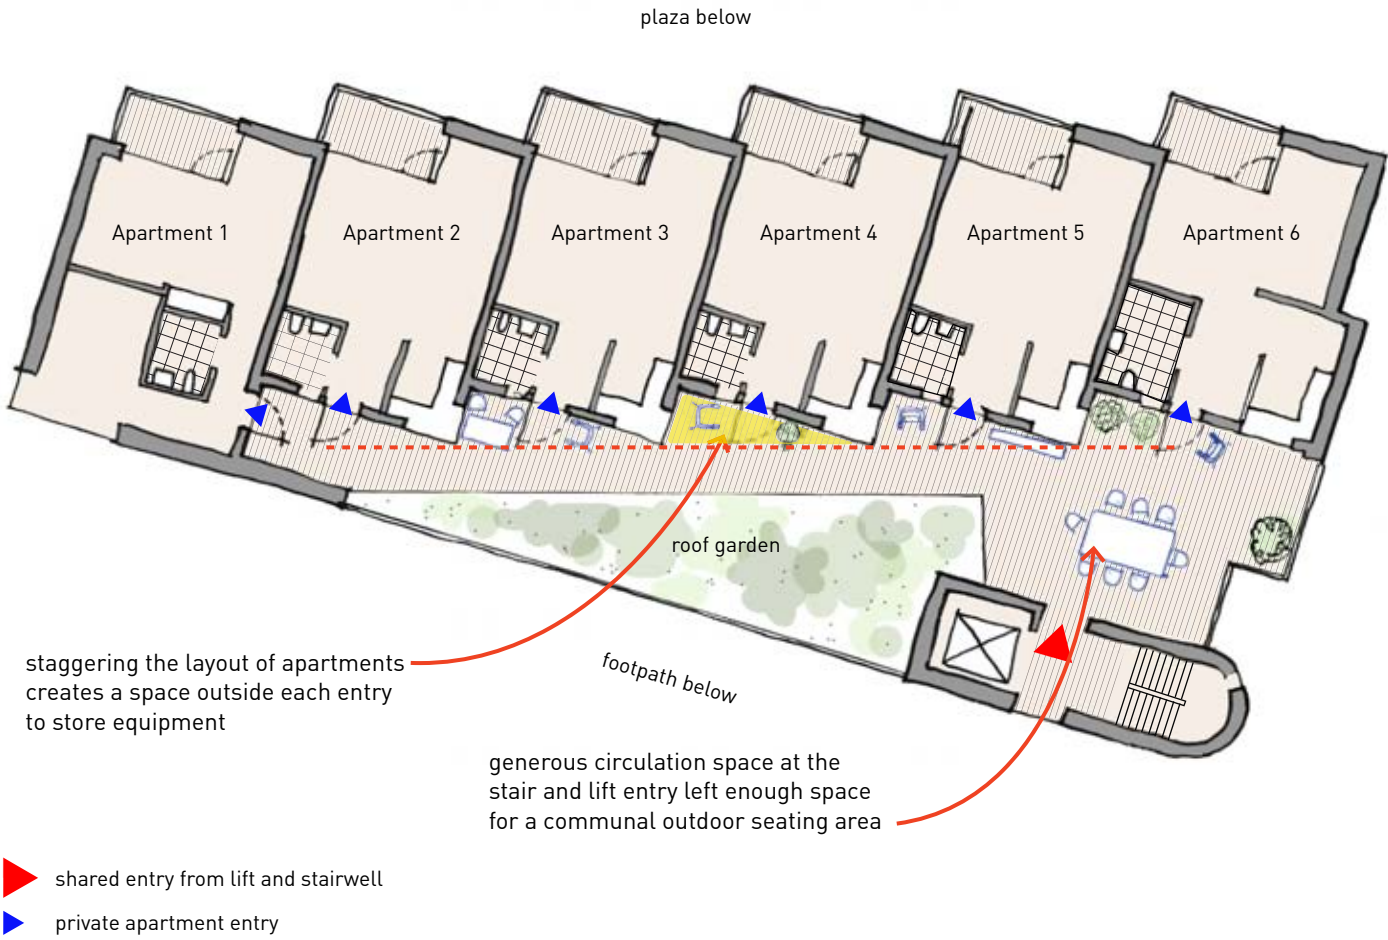 plaza below
Apartment 1
Apartment 2
Apartment 3
Apartment 4
Apartment 5
Apartment 6
roof garden
footpath below
staggering the layout of apartments
creates a space outside each entry
to store equipment
generous circulation space at the
stair and lift entry left enough space
for a communal outdoor seating area
shared entry from lift and stairwell
private apartment entry